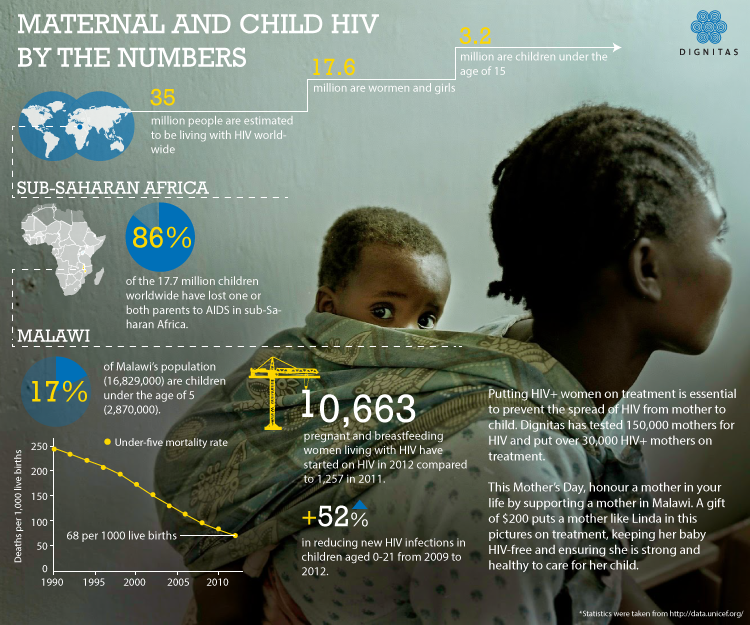 MATERNAL AND CHILD HIV
BY THE NUMBERS
35
million people are estimated
to be living with HIV world-
wide
17.6
million are women and girls
3.2
million are children under the
age of 15
DIGNITAS
SUB-SAHARAN AFRICA
86%
of the 17.7 million children
worldwide have lost one or
both parents to AIDS in sub-Sa-
haran Africa.
MALAWI
17%
of Malawi's population
(16,829,000) are children
under the age of 5
(2,870,000).
Under-five mortality rate
Deaths per 1,000 live births
250
200
150
100
50
0
68 per 1000 live births
1990 1995 2000 2005 2010
10,663
pregnant and breastfeeding
women living with HIV have
started on HIV in 2012 compared
to 1,257 in 2011.
+52%
in reducing new HIV infections in
children aged 0-21 from 2009 to
2012.
Putting HIV+ women on treatment is essential
to prevent the spread of HIV from mother to
child. Dignitas has tested 150,000 mothers for
HIV and put over 30,000 HIV+ mothers on
treatment.
This Mother's Day, honour a mother in your
life by supporting a mother in Malawi. A gift
of $200 puts a mother like Linda in this
pictures on treatment, keeping her baby
HIV-free and ensuring she is strong and
healthy to care for her child.
*Statistics were taken from http://data.unicef.org/